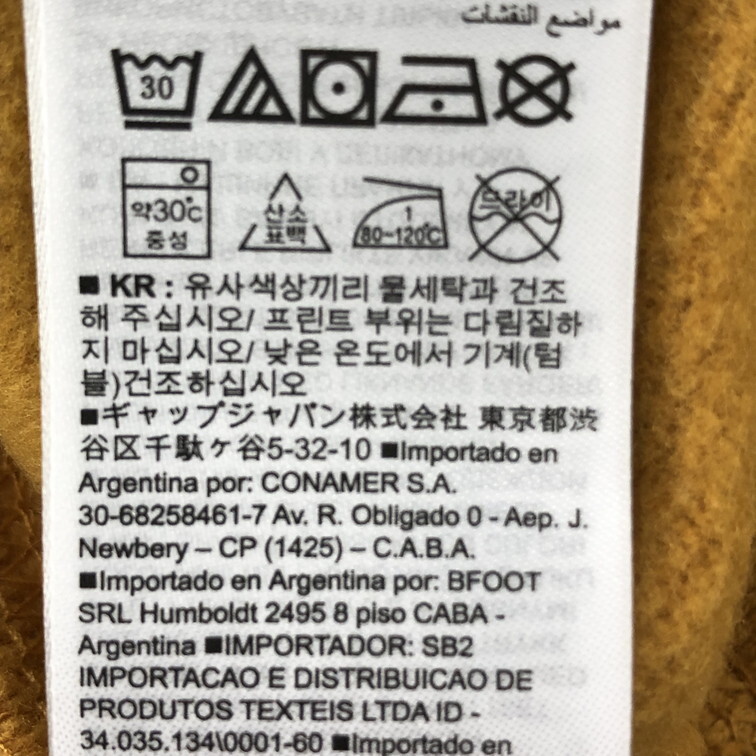 مواضع النقشات
30
약30℃
중성
산소
표백
1
80~120℃
드라이
■ KR : 유사색상끼리 물세탁과 건조
해 주십시오/ 프린트 부위는 다림질하
지 마십시오/ 낮은 온도에서 기계(텀
블)건조하십시오
■ギャップジャパン株式会社 東京都渋
谷区千駄ヶ谷5-32-10 ■Importado en
Argentina por: CONAMER S.A.
30-68258461-7 Av. R. Obligado 0 - Aep. J.
Newbery – CP (1425) – C.A.B.A.
■Importado en Argentina por: BFOOT
SRL Humboldt 2495 8 piso CABA -
Argentina ■IMPORTADOR: SB2
IMPORTACAO E DISTRIBUICAO DE
PRODUTOS TEXTEIS LTDA ID -
34.035.134\0001-60 ■Importado en